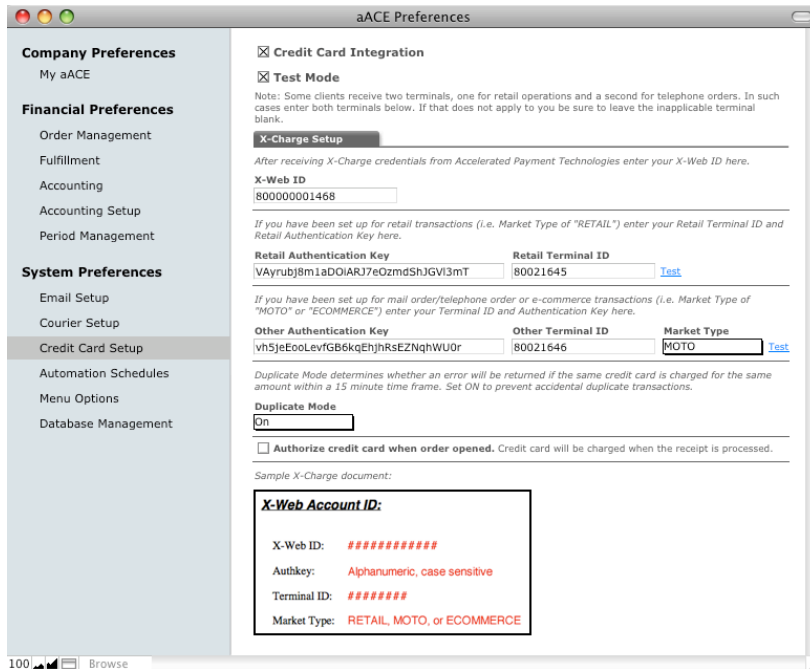 aACE Preferences
Company Preferences
My aACE
Financial Preferences
Order Management
Fulfillment
Accounting
Accounting Setup
Period Management
System Preferences
Email Setup
Courier Setup
Credit Card Setup
Automation Schedules
Menu Options
Database Management
Credit Card Integration
Test Mode
Note: Some clients receive two terminals, one for retail operations and a second for telephone orders. In such
cases enter both terminals below. If that does not apply to you be sure to leave the inapplicable terminal
blank.
X-Charge Setup
After receiving X-Charge credentials from Accelerated Payment Technologies enter your X-Web ID here.
X-Web ID
800000001468
If you have been set up for retail transactions (i.e. Market Type of "RETAIL") enter your Retail Terminal ID and
Retail Authentication Key here.
Retail Authentication Key Retail Terminal ID
VAyrubj8m1aDOiARJ7eOzmdShJGVl3mT 80021645 Test
If you have been set up for mail order/telephone order or e-commerce transactions (i.e. Market Type of
"MOTO" or "ECOMMERCE") enter your Terminal ID and Authentication Key here.
Other Authentication Key Other Terminal ID Market Type
vh5jeEooLevfGB6kqEhjhRsEZNqhWU0r 80021646 MOTO Test
Duplicate Mode determines whether an error will be returned if the same credit card is charged for the same
amount within a 15 minute time frame. Set ON to prevent accidental duplicate transactions.
Duplicate Mode
On
Authorize credit card when order opened. Credit card will be charged when the receipt is processed.
Sample X-Charge document:
X-Web Account ID:
X-Web ID: ############
Authkey: Alphanumeric, case sensitive
Terminal ID: ########
Market Type: RETAIL, MOTO, or ECOMMERCE
100 Browse